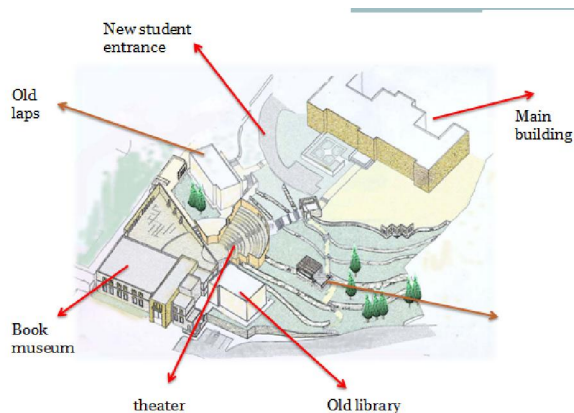 New student
entrance
Old
laps
Main
building
Book
museum
theater
Old library